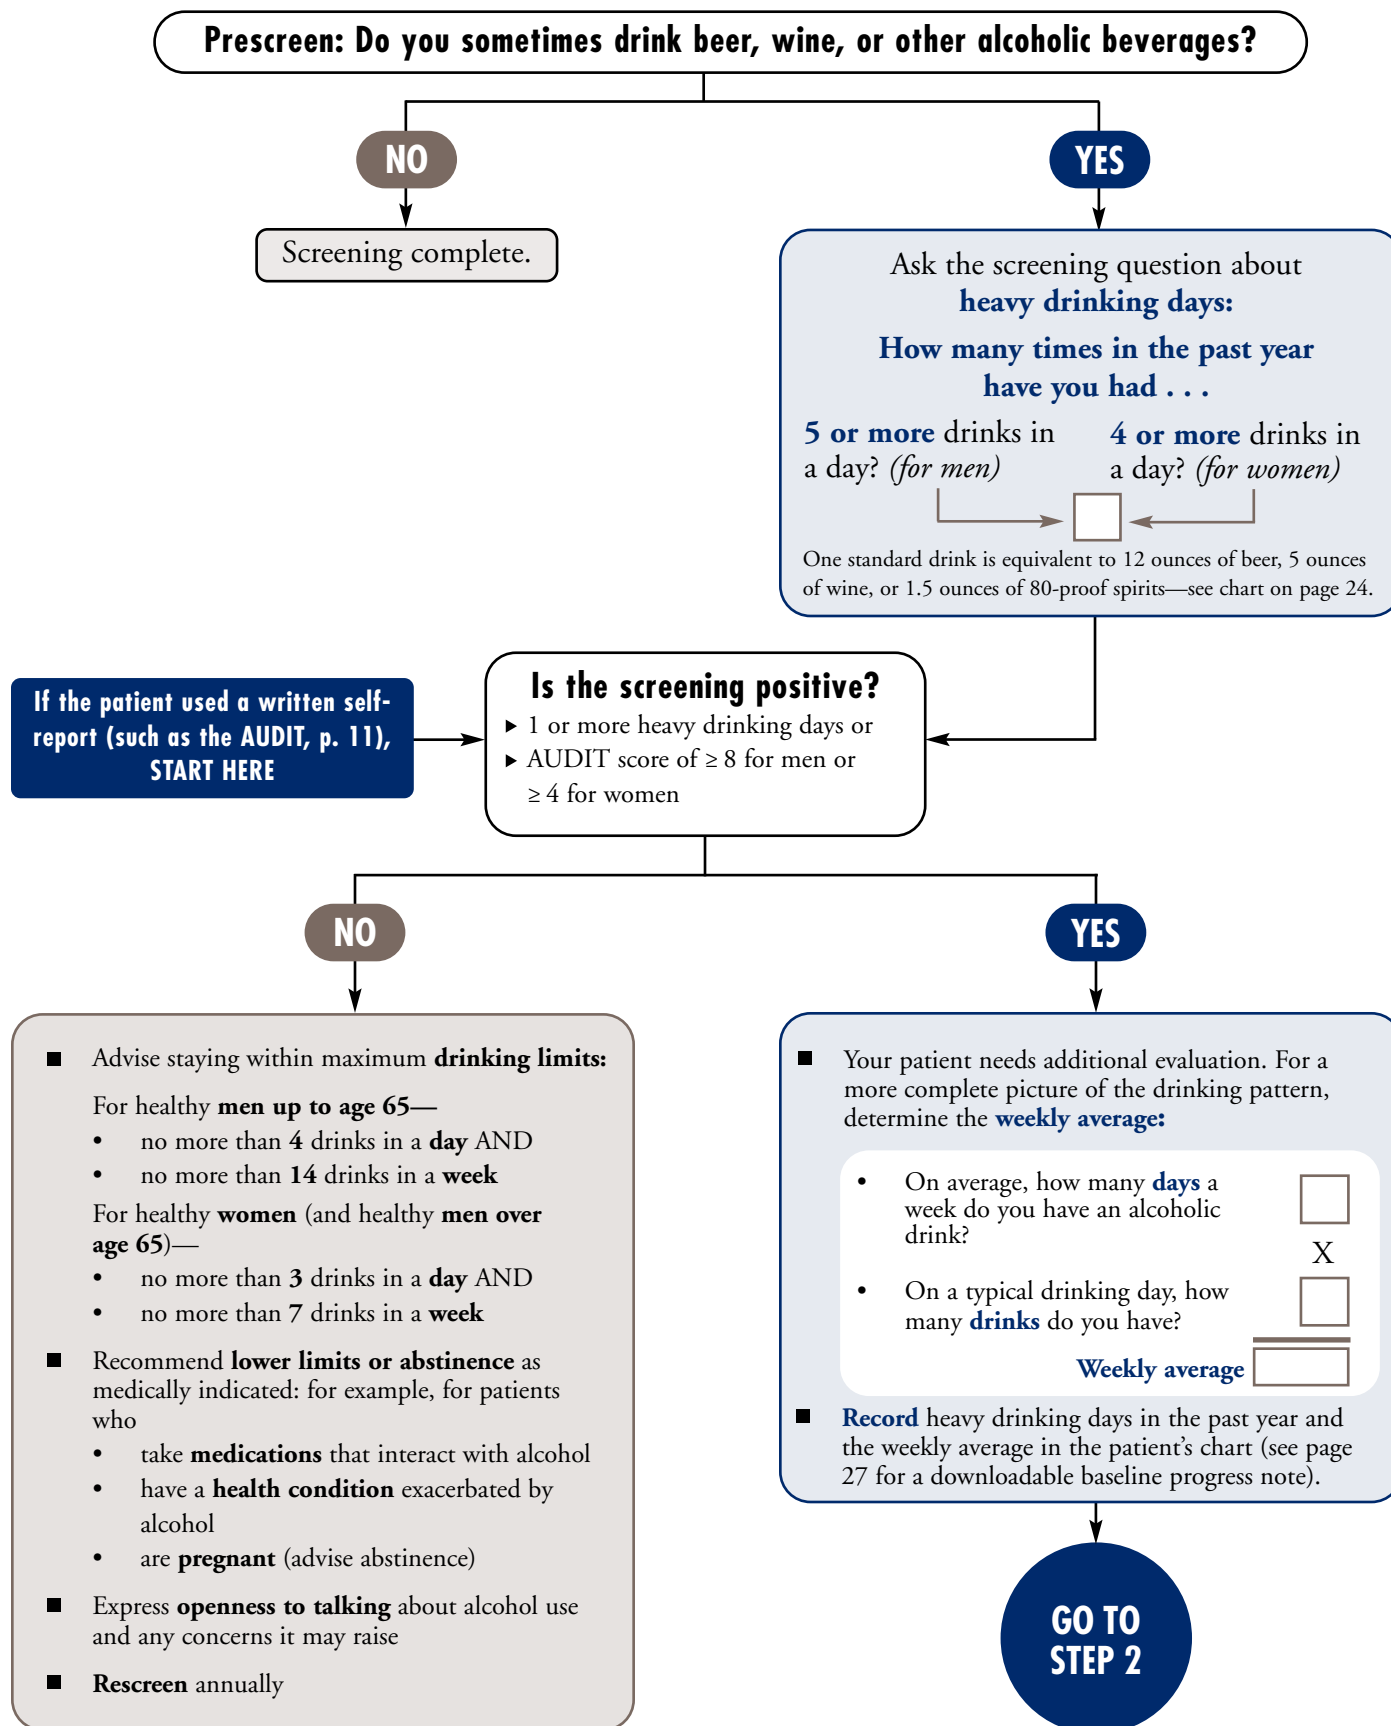 Prescreen: Do you sometimes drink beer, wine, or other alcoholic beverages?
NO
YES
Screening complete.
Ask the screening question about
heavy drinking days:
How many times in the past year
have you had . . .
5 or more drinks in
a day? (for men)
4 or more drinks in
a day? (for women)
One standard drink is equivalent to 12 ounces of beer, 5 ounces
of wine, or 1.5 ounces of 80-proof spirits—see chart on page 24.
If the patient used a written self-
report (such as the AUDIT, p. 11),
START HERE
Is the screening positive?
▶ 1 or more heavy drinking days or
▶ AUDIT score of ≥ 8 for men or
≥ 4 for women
NO
YES
■ Advise staying within maximum drinking limits:
For healthy men up to age 65—
• no more than 4 drinks in a day AND
• no more than 14 drinks in a week
For healthy women (and healthy men over
age 65)—
• no more than 3 drinks in a day AND
• no more than 7 drinks in a week
■ Recommend lower limits or abstinence as
medically indicated: for example, for patients
who
• take medications that interact with alcohol
• have a health condition exacerbated by
alcohol
• are pregnant (advise abstinence)
■ Express openness to talking about alcohol use
and any concerns it may raise
■ Rescreen annually
■ Your patient needs additional evaluation. For a
more complete picture of the drinking pattern,
determine the weekly average:
• On average, how many days a
week do you have an alcoholic
drink?
X
• On a typical drinking day, how
many drinks do you have?
Weekly average
■ Record heavy drinking days in the past year and
the weekly average in the patient’s chart (see page
27 for a downloadable baseline progress note).
GO TO
STEP 2